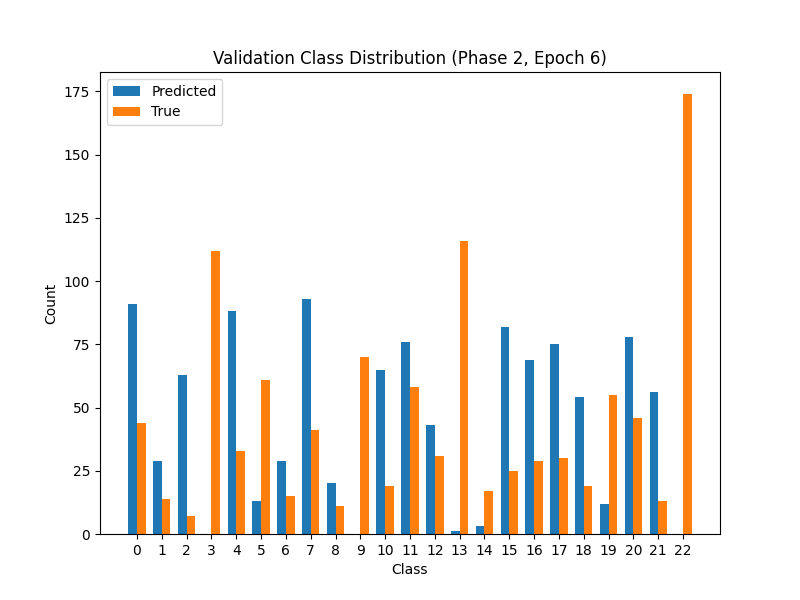 Validation Class Distribution (Phase 2, Epoch 6)
Predicted
True
175
150
125
100
75
50
25
0
Count
0 1 2 3 4 5 6 7 8 9 10 11 12 13 14 15 16 17 18 19 20 21 22
Class